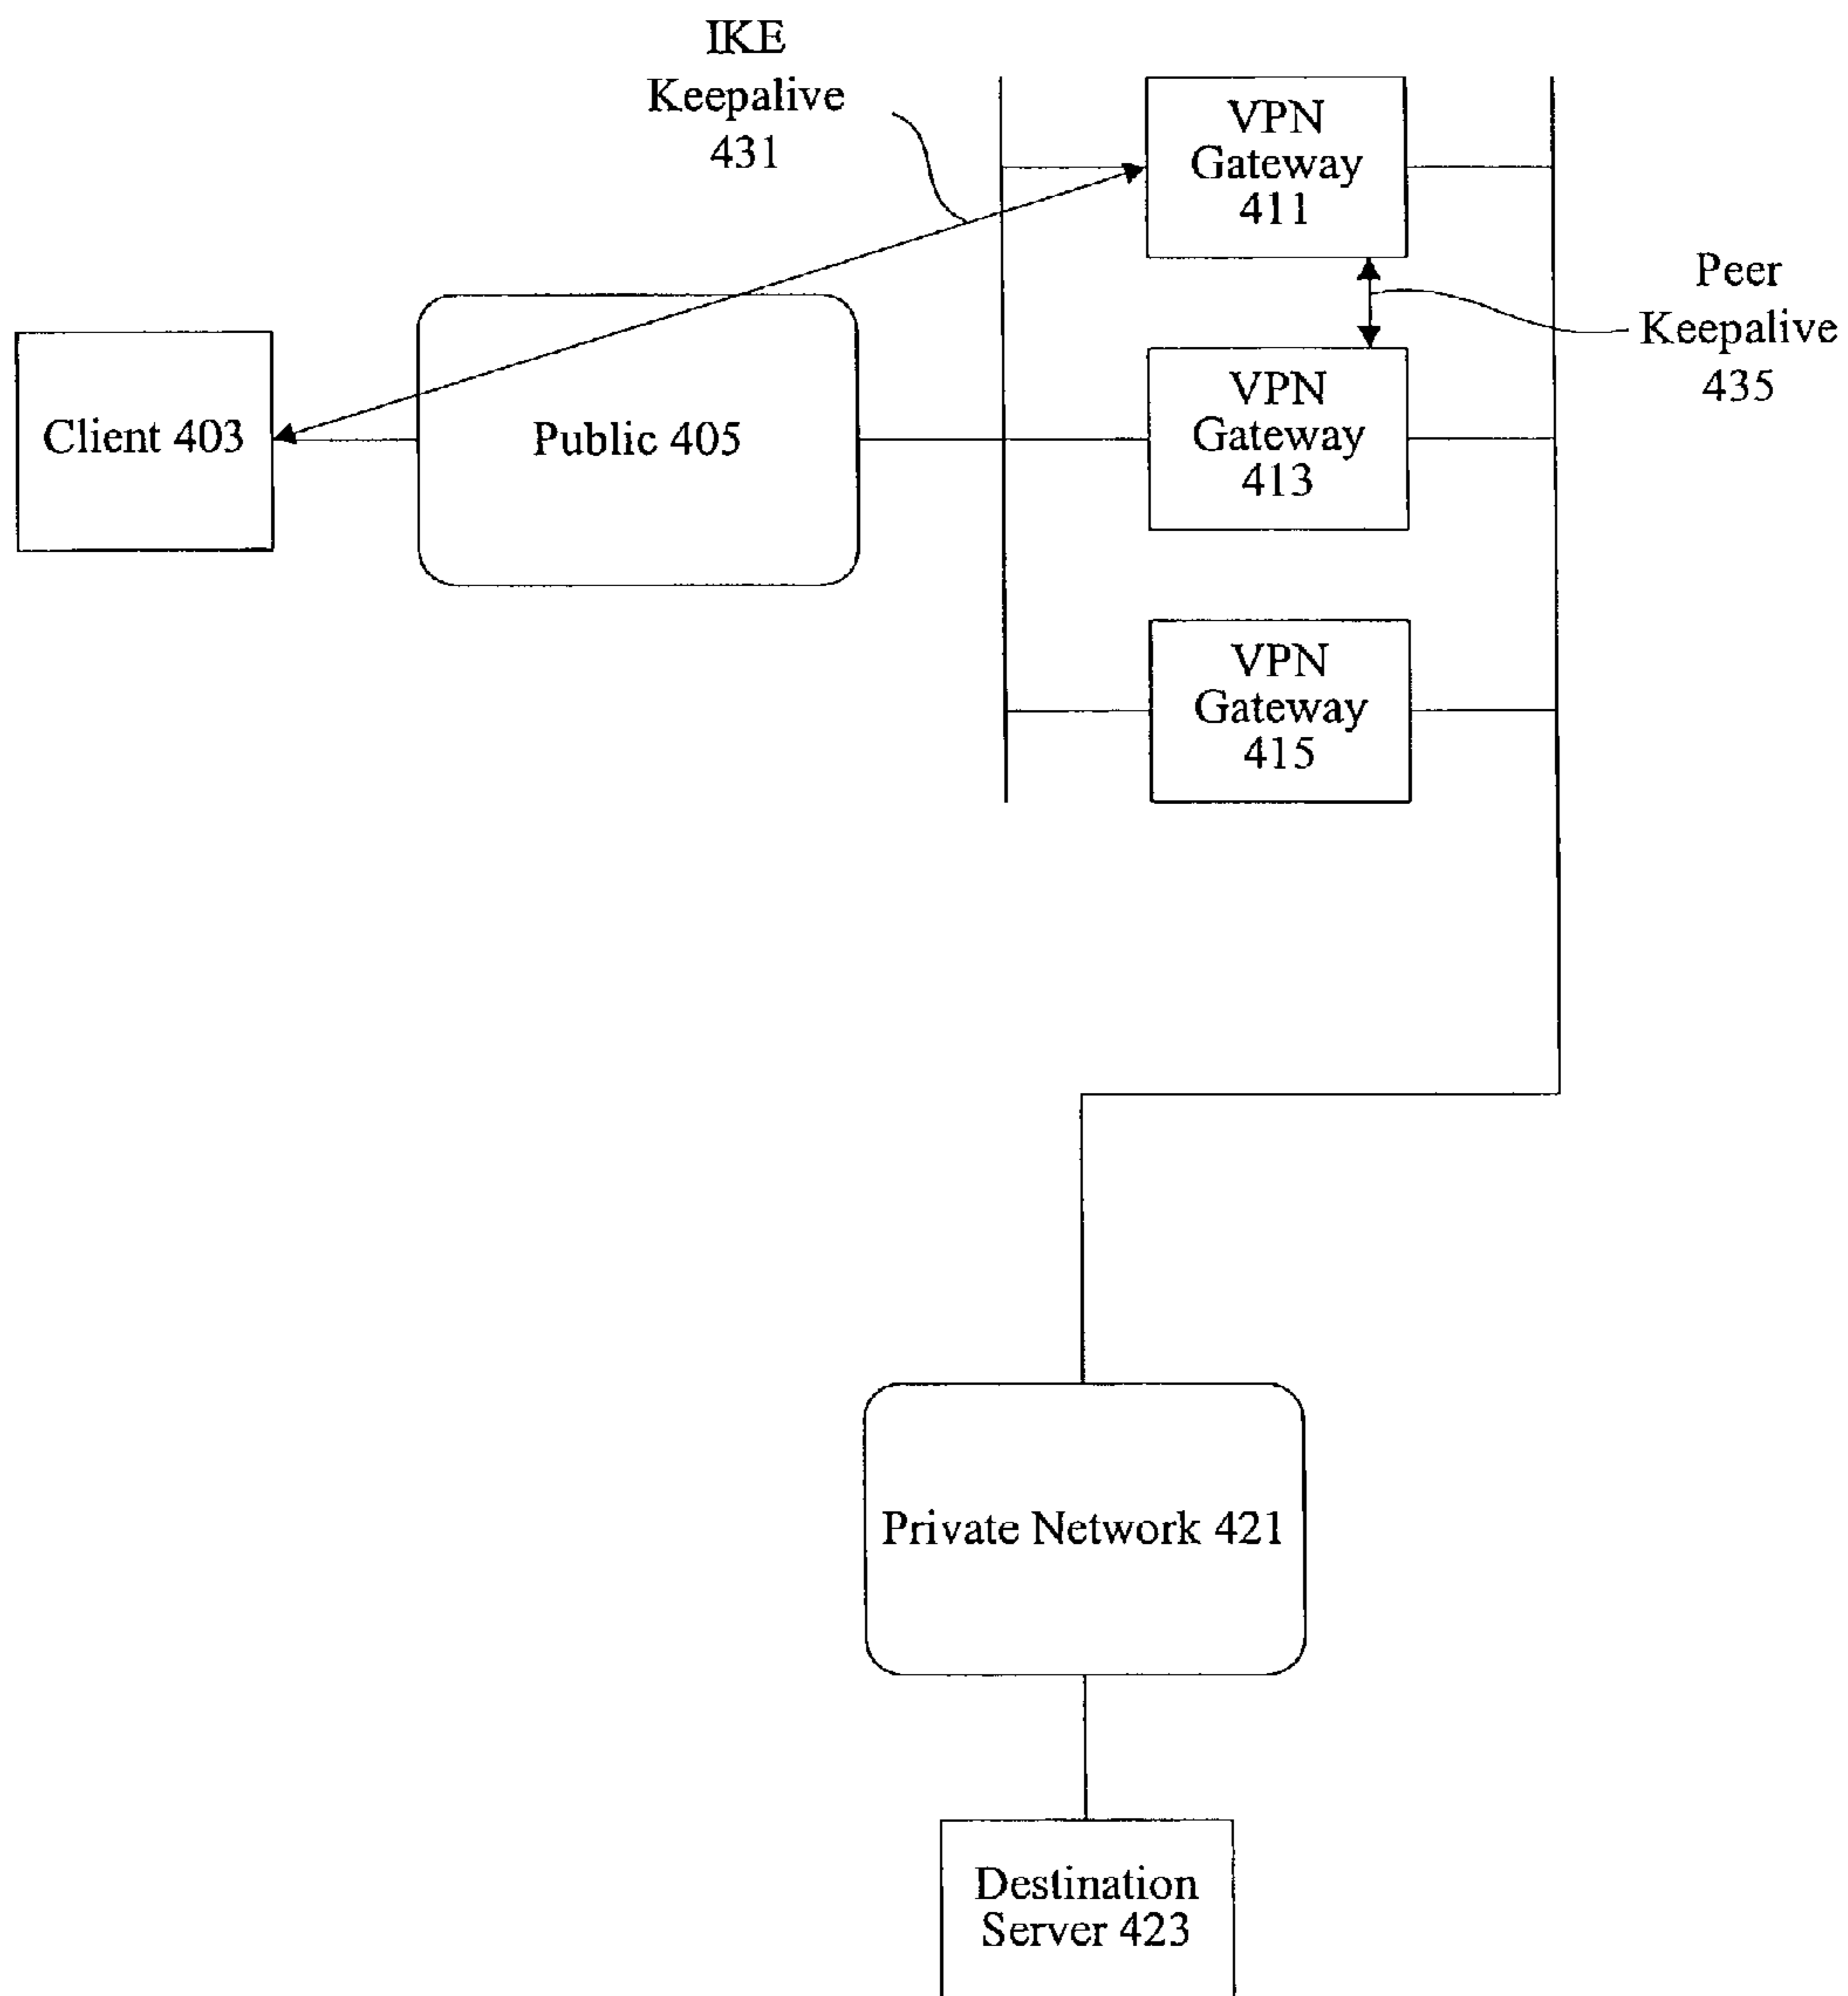 IKE
Keepalive
431
VPN
Gateway
411
Peer
Keepalive
435
Client 403
Public 405
VPN
Gateway
413
VPN
Gateway
415
Private Network 421
Destination
Server 423